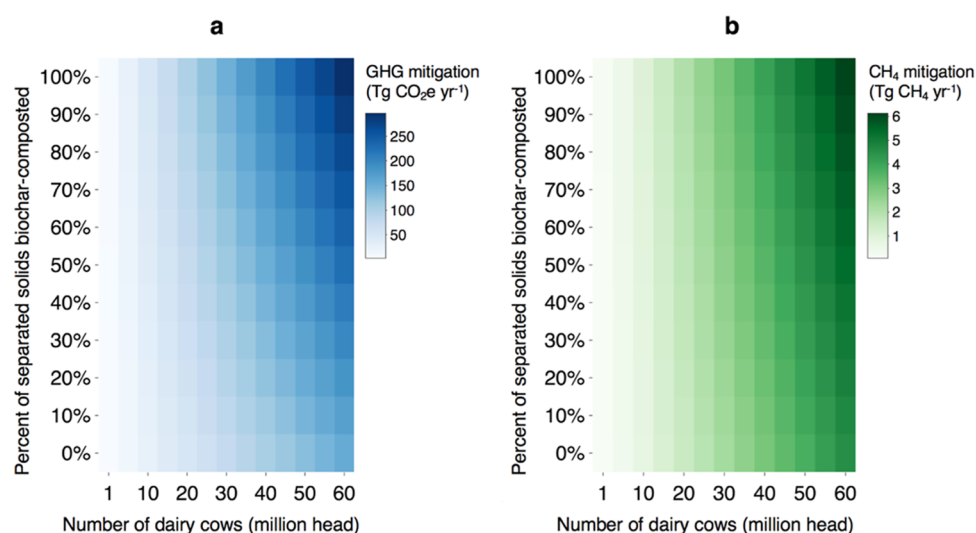 a
GHG mitigation
(Tg CO₂e yr⁻¹)
250
200
150
100
50
Percent of separated solids biochar-composted
100%
90%
80%
70%
60%
50%
40%
30%
20%
10%
0%
1 10 20 30 40 50 60
Number of dairy cows (million head)
b
CH₄ mitigation
(Tg CH₄ yr⁻¹)
6
5
4
3
2
1
Percent of separated solids biochar-composted
100%
90%
80%
70%
60%
50%
40%
30%
20%
10%
0%
1 10 20 30 40 50 60
Number of dairy cows (million head)